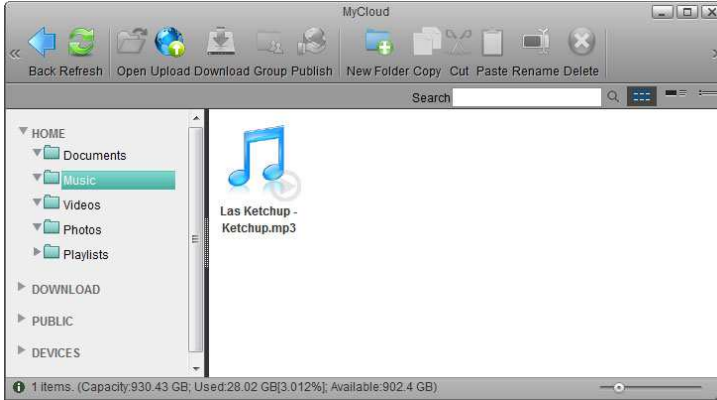 MyCloud
Back Refresh Open Upload Download Group Publish New Folder Copy Cut Paste Rename Delete
Search
HOME
Documents
Music
Videos
Photos
Playlists
DOWNLOAD
PUBLIC
DEVICES
Las Ketchup -
Ketchup.mp3
1 items. (Capacity:930.43 GB; Used:28.02 GB[3.012%]; Available:902.4 GB)